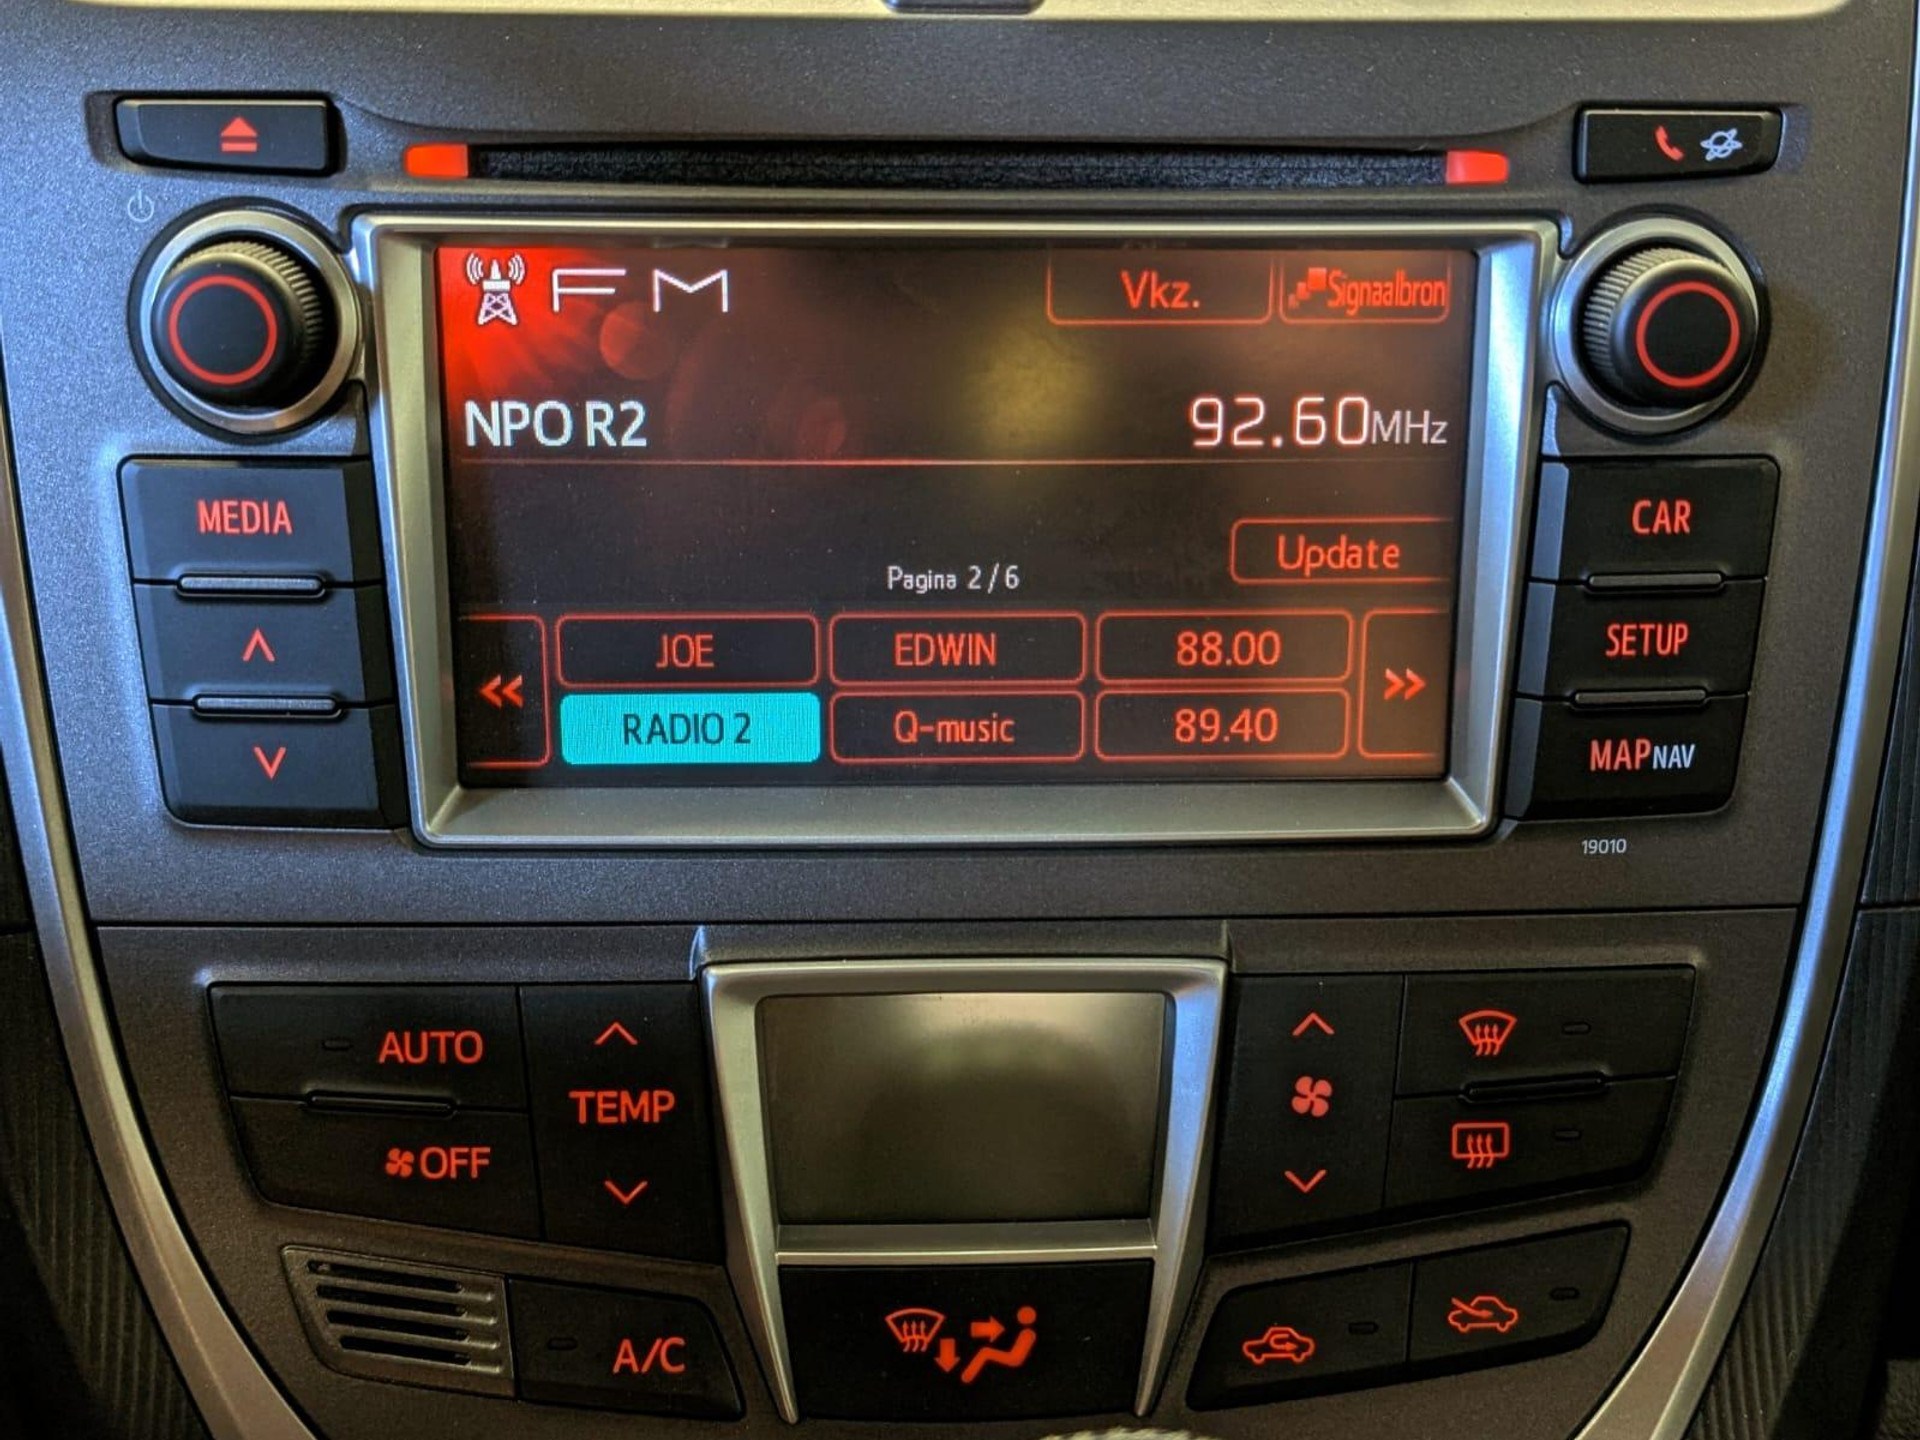 FM
Vkz.
Signaalbron
NPO R2
92.60MHz
MEDIA
CAR
Update
Pagina 2/6
SETUP
JOE
EDWIN
88.00
<<
>>
RADIO 2
Q-music
89.40
MAPNAV
19010
AUTO
TEMP
OFF
A/C